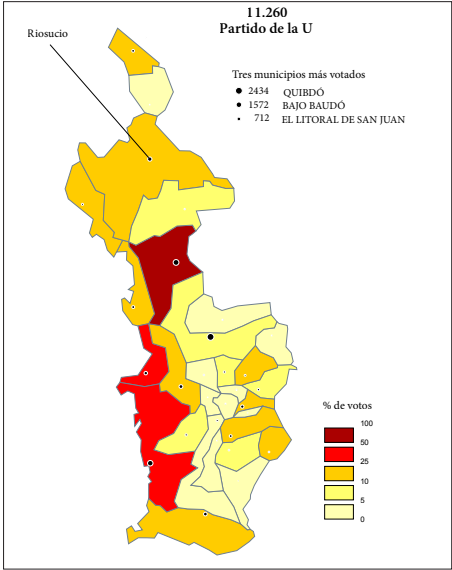 11.260
Partido de la U
Riosucio
Tres municipios más votados
2434 QUIBDÓ
1572 BAJO BAUDÓ
712 EL LITORAL DE SAN JUAN
% de votos
100
50
25
10
5
0